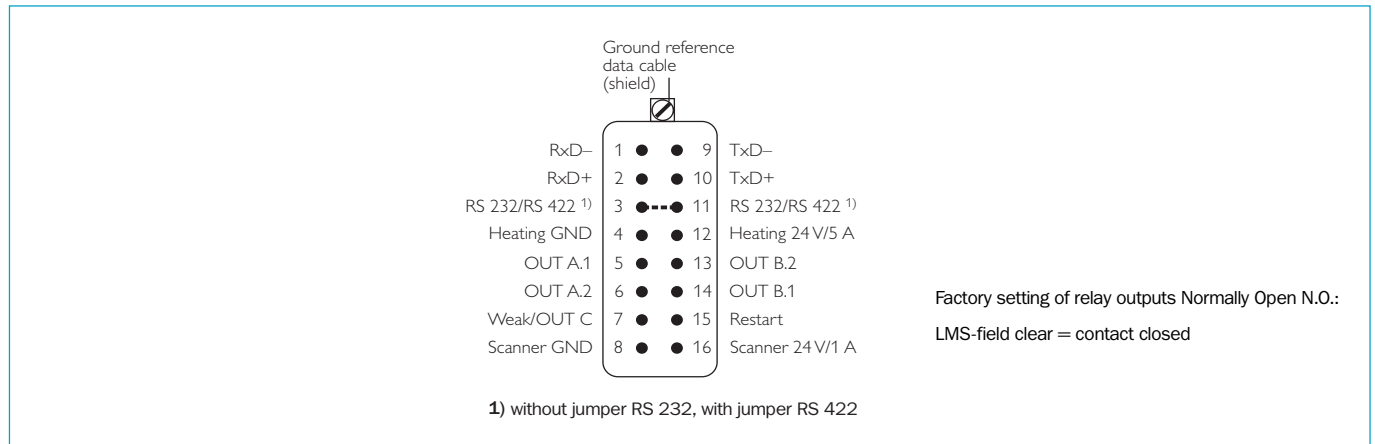 Ground reference
data cable
(shield)
RxD– 1 9 TxD–
RxD+ 2 10 TxD+
RS 232/RS 422 1) 3 11 RS 232/RS 422 1)
Heating GND 4 12 Heating 24 V/5 A
OUT A.1 5 13 OUT B.2
OUT A.2 6 14 OUT B.1
Weak/OUT C 7 15 Restart
Scanner GND 8 16 Scanner 24 V/1 A
Factory setting of relay outputs Normally Open N.O.:
LMS-field clear = contact closed
1) without jumper RS 232, with jumper RS 422